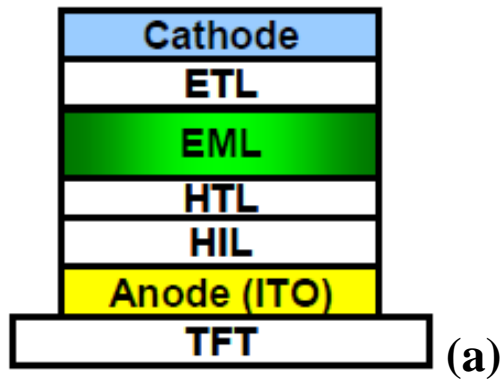 Cathode
ETL
EML
HTL
HIL
Anode (ITO)
TFT
(a)